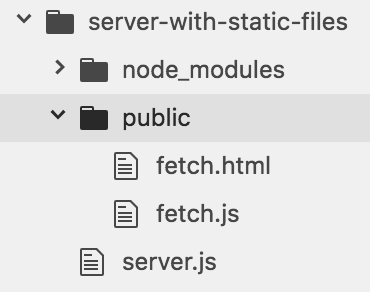 server-with-static-files
node_modules
public
fetch.html
fetch.js
server.js